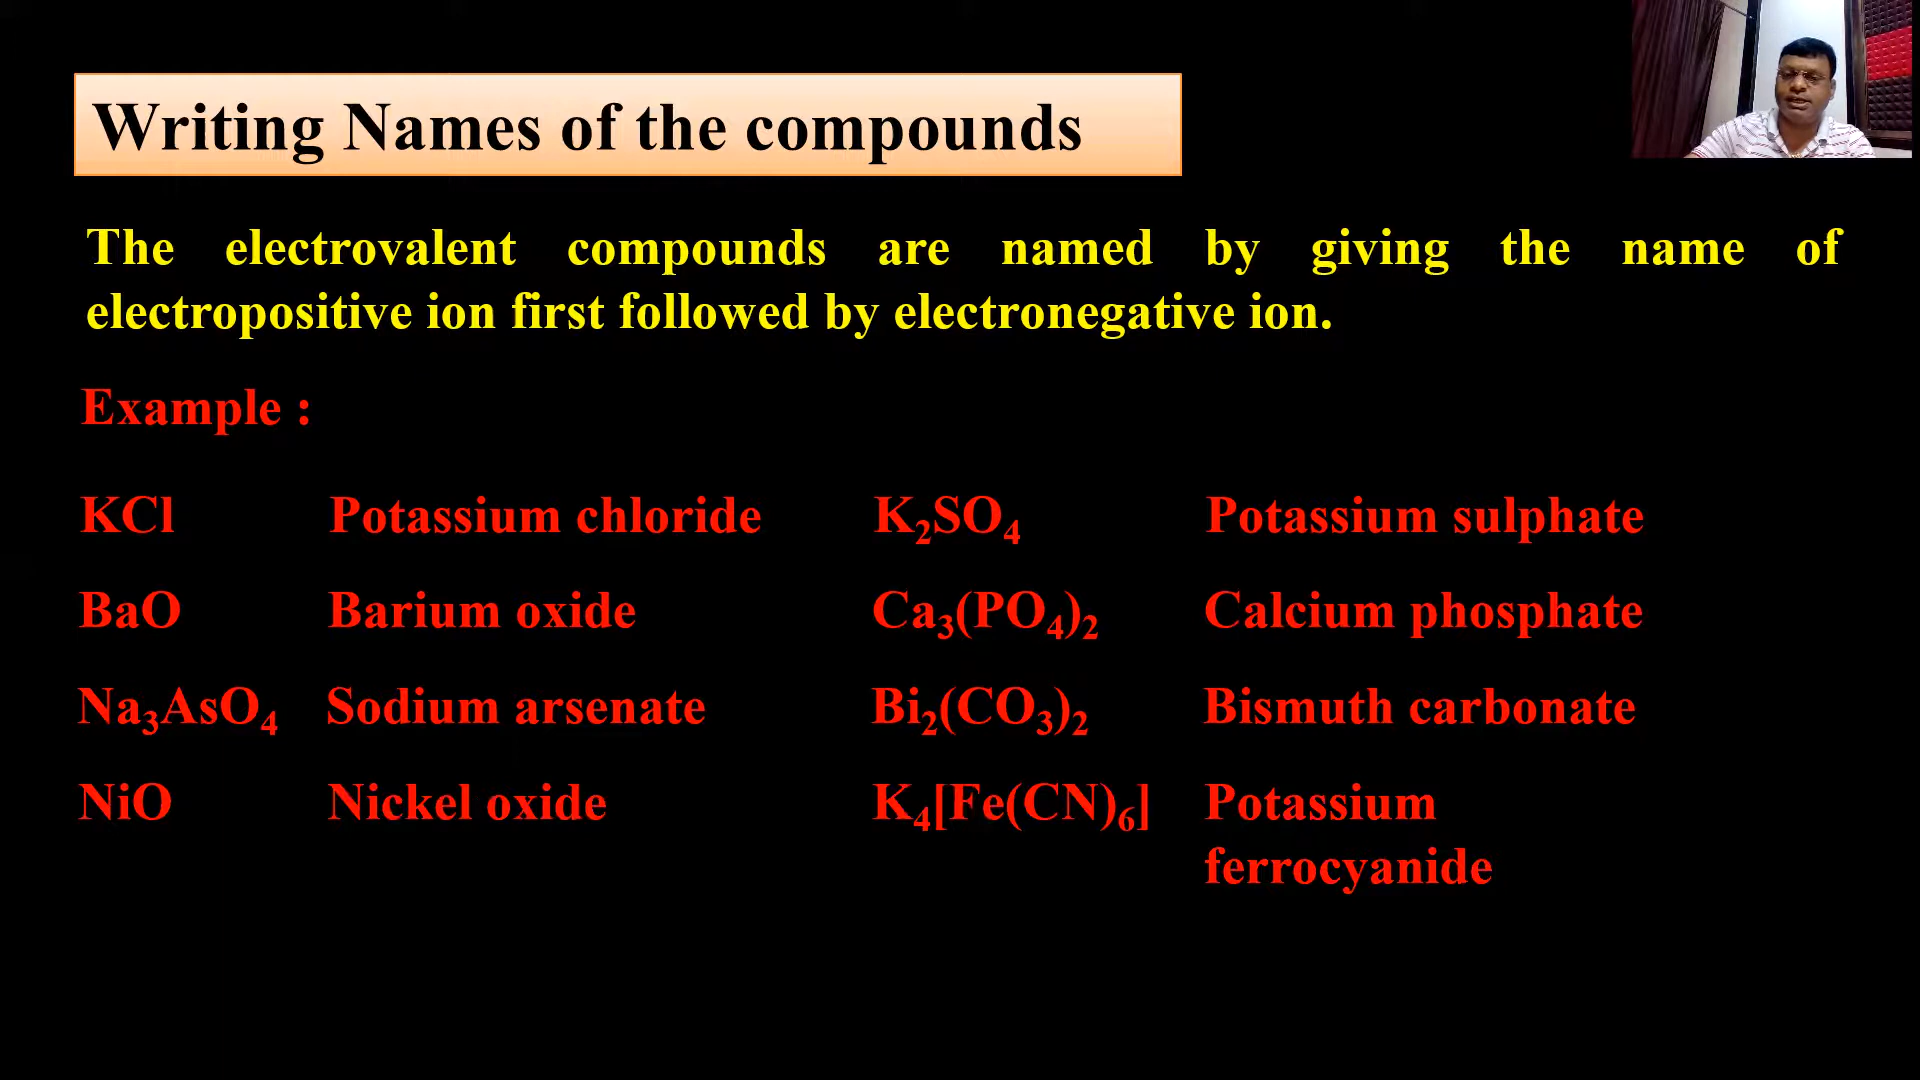 Writing Names of the compounds
The electrovalent compounds are named by giving the name of
electropositive ion first followed by electronegative ion.
Example :
KCl Potassium chloride K₂SO₄ Potassium sulphate
BaO Barium oxide Ca₃(PO₄)₂ Calcium phosphate
Na₃AsO₄ Sodium arsenate Bi₂(CO₃)₂ Bismuth carbonate
NiO Nickel oxide K₄[Fe(CN)₆] Potassium
ferrocyanide